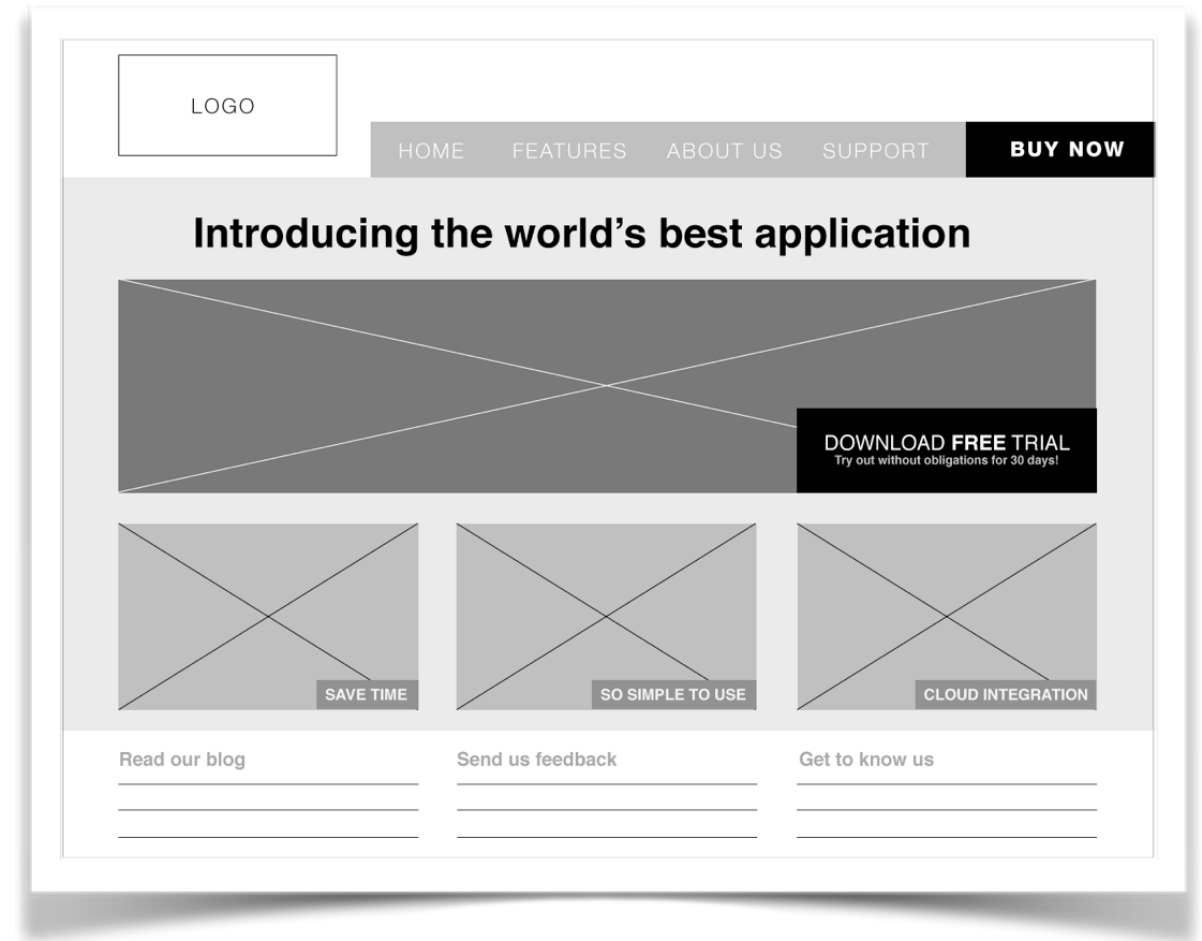 LOGO
HOME FEATURES ABOUT US SUPPORT BUY NOW
Introducing the world's best application
DOWNLOAD FREE TRIAL
Try out without obligations for 30 days!
SAVE TIME
SO SIMPLE TO USE
CLOUD INTEGRATION
Read our blog
Send us feedback
Get to know us